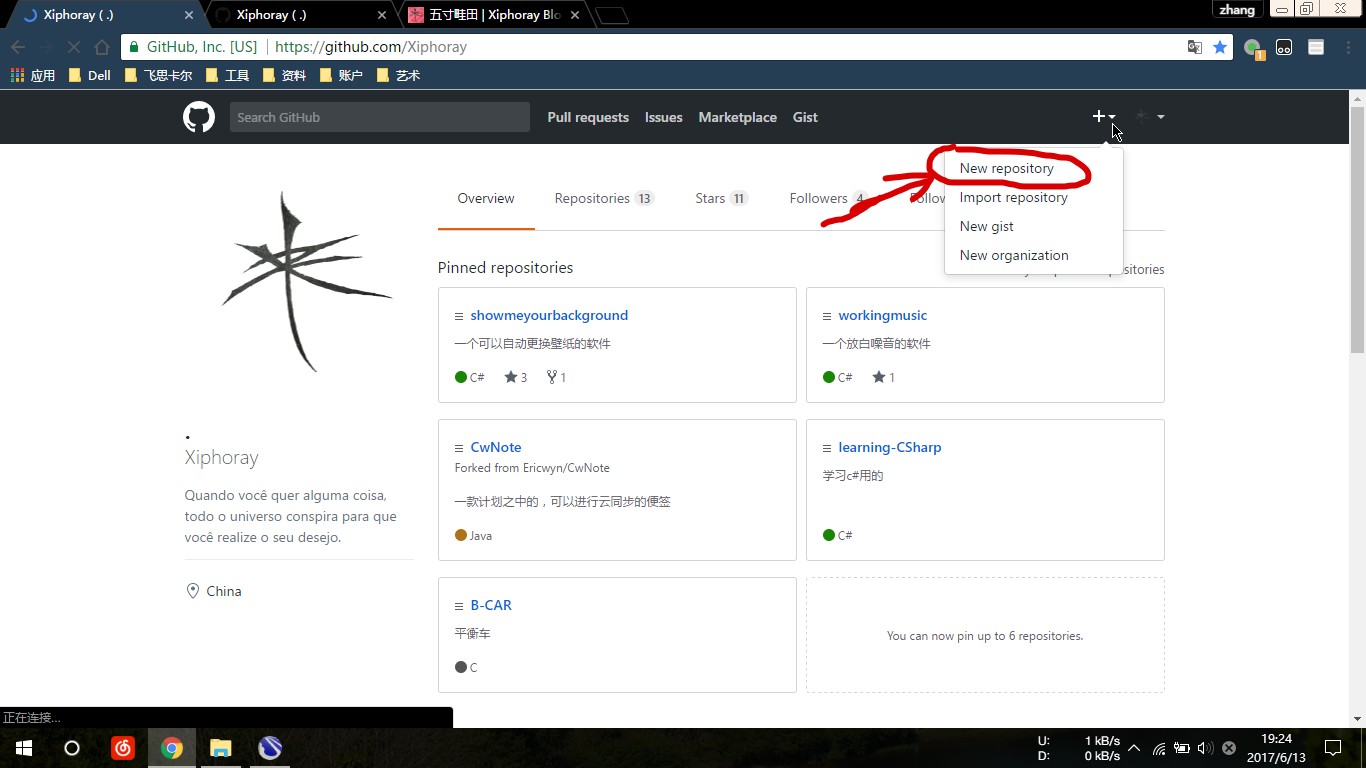 Xiphoray ( .)
Xiphoray ( .)
五寸畦田 | Xiphoray Blo
zhang
GitHub, Inc. [US]
https://github.com/Xiphoray
应用
Dell
飞思卡尔
工具
资料
账户
艺术
Search GitHub
Pull requests
Issues
Marketplace
Gist
New repository
Import repository
New gist
New organization
Overview
Repositories 13
Stars 11
Followers 4
Follow
Pinned repositories
showmeyourbackground
一个可以自动更换壁纸的软件
C# 3 1
workingmusic
一个放白噪音的软件
C# 1
CwNote
Forked from Ericwyn/CwNote
一款计划之中的，可以进行云同步的便签
Java
learning-CSharp
学习c#用的
C#
B-CAR
平衡车
C
You can now pin up to 6 repositories.
.
Xiphoray
Quando você quer alguma coisa,
todo o universo conspira para que
você realize o seu desejo.
China
正在连接...
U: 1 kB/s
D: 0 kB/s
19:24
2017/6/13